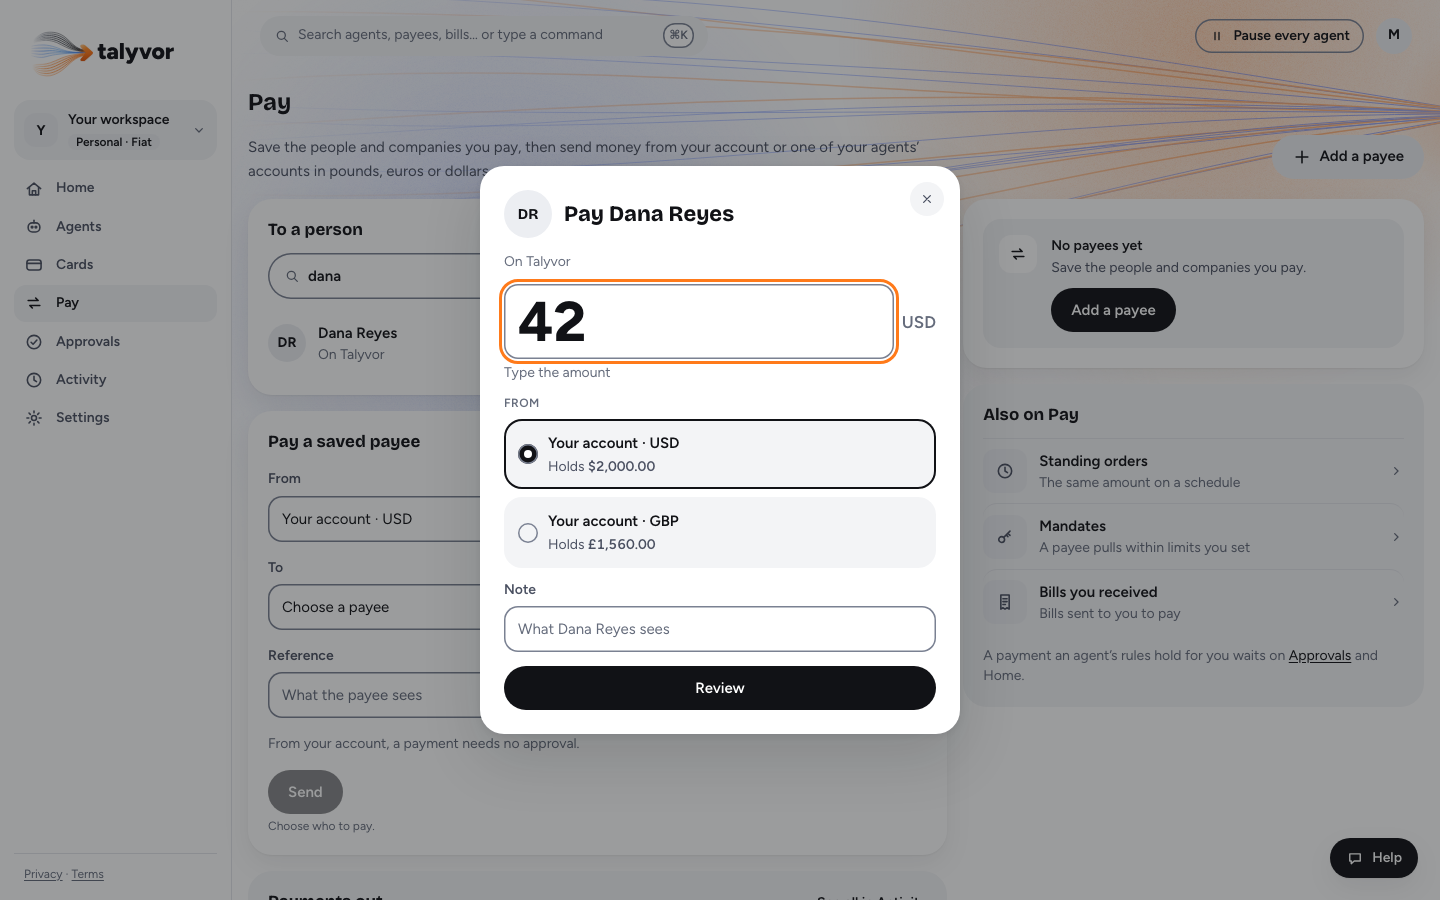 talyvor
Search agents, payees, bills... or type a command
⌘K
Pause every agent
M
Y
Your workspace
Personal · Fiat
Home
Agents
Cards
Pay
Approvals
Activity
Settings
Privacy · Terms
Pay
Save the people and companies you pay, then send money from your account or one of your agents’
accounts in pounds, euros or dollars
Add a payee
To a person
dana
DR
Dana Reyes
On Talyvor
Pay a saved payee
From
Your account · USD
To
Choose a payee
Reference
What the payee sees
From your account, a payment needs no approval.
Send
Choose who to pay.
DR
Pay Dana Reyes
On Talyvor
42
USD
Type the amount
FROM
Your account · USD
Holds $2,000.00
Your account · GBP
Holds £1,560.00
Note
What Dana Reyes sees
Review
No payees yet
Save the people and companies you pay.
Add a payee
Also on Pay
Standing orders
The same amount on a schedule
Mandates
A payee pulls within limits you set
Bills you received
Bills sent to you to pay
A payment an agent’s rules hold for you waits on Approvals and
Home.
Help